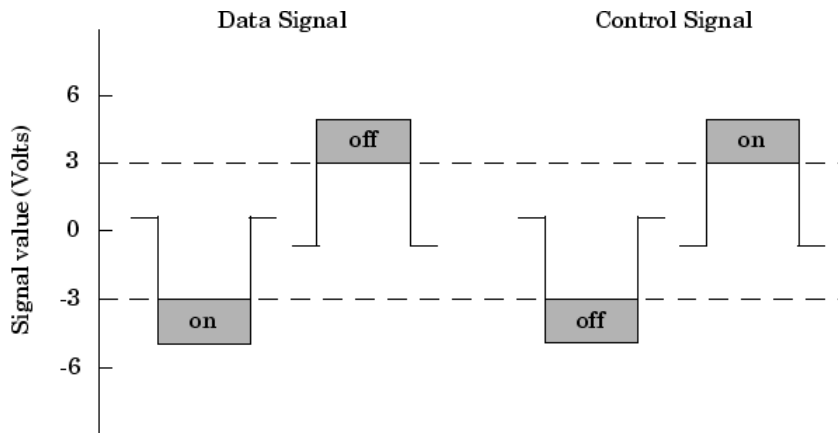 Data Signal
Control Signal
Signal value (Volts)
6
3
0
-3
-6
off
on
on
off